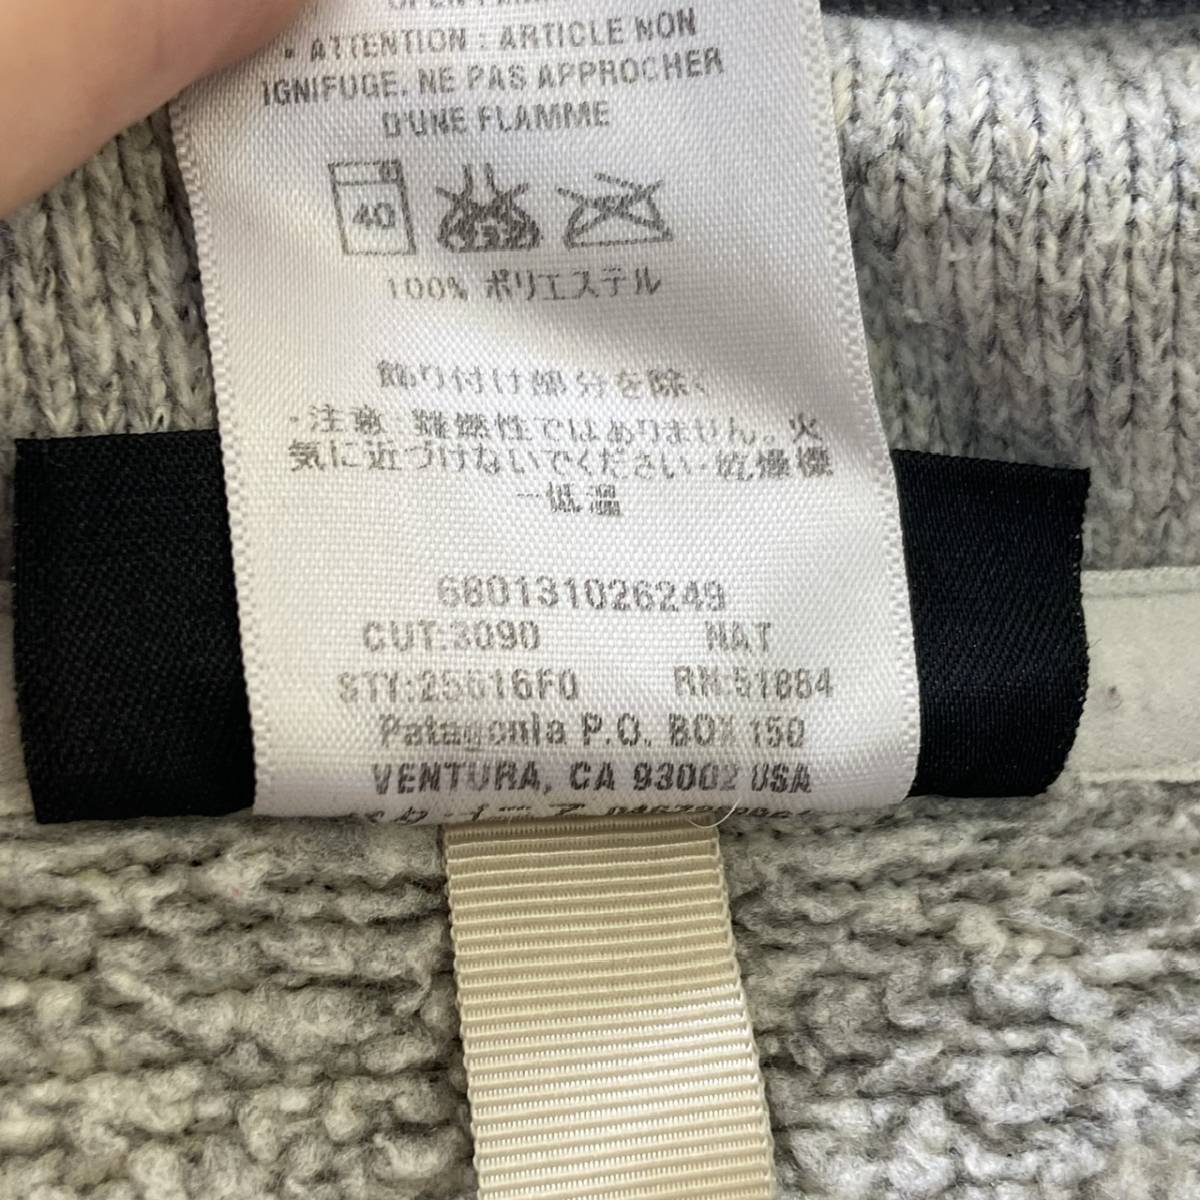 • ATTENTION : ARTICLE NON
IGNIFUGE. NE PAS APPROCHER
D'UNE FLAMME
40
100% ポリエステル
飾り付け部分を除く
・注意：難燃性ではありません。火
気に近づけないでください・乾燥機
ー低温
680131026249
CUT:3090 NAT
STY:25616F0 RN:51884
Patagonia P.O. BOX 150
VENTURA, CA 93002 USA